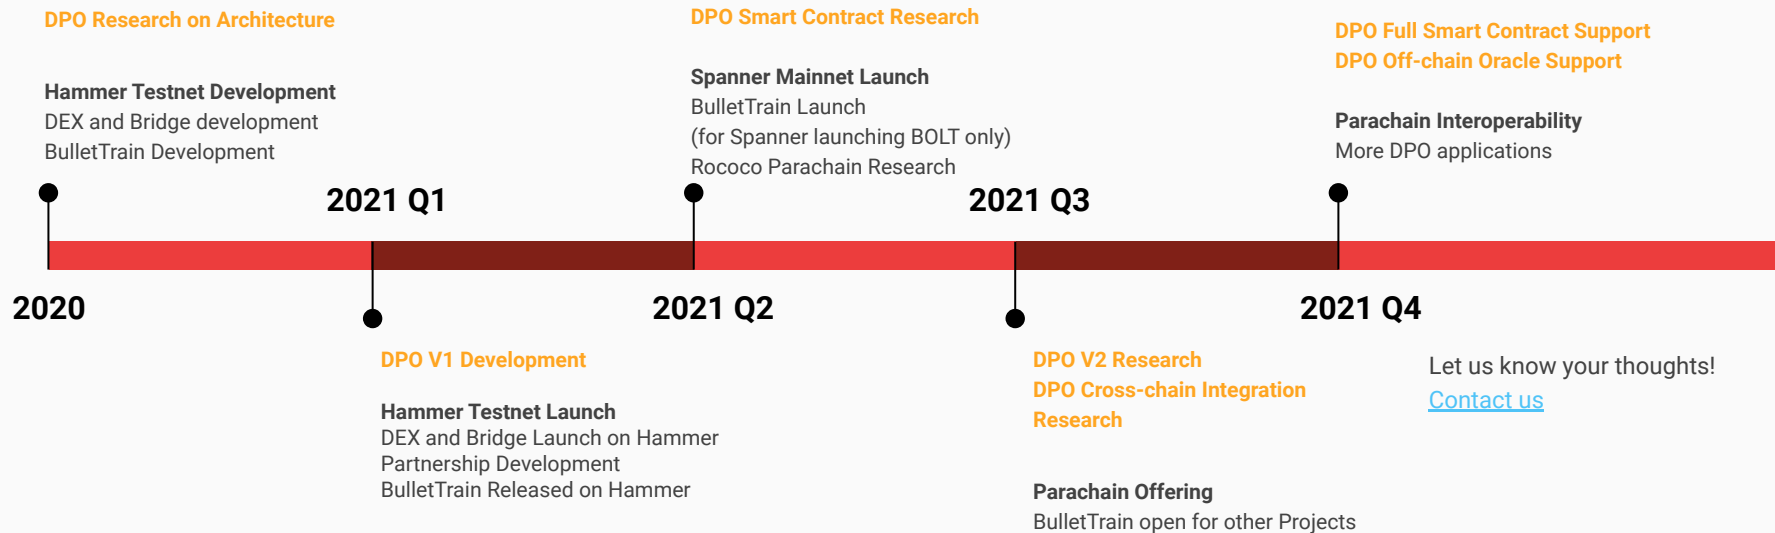 DPO Research on Architecture
Hammer Testnet Development
DEX and Bridge development
BulletTrain Development
DPO Smart Contract Research
Spanner Mainnet Launch
BulletTrain Launch
(for Spanner launching BOLT only)
Rococo Parachain Research
DPO Full Smart Contract Support
DPO Off-chain Oracle Support
Parachain Interoperability
More DPO applications
2021 Q1
2021 Q3
2020
2021 Q2
2021 Q4
DPO V1 Development
Hammer Testnet Launch
DEX and Bridge Launch on Hammer
Partnership Development
BulletTrain Released on Hammer
DPO V2 Research
DPO Cross-chain Integration
Research
Parachain Offering
BulletTrain open for other Projects
Let us know your thoughts!
Contact us